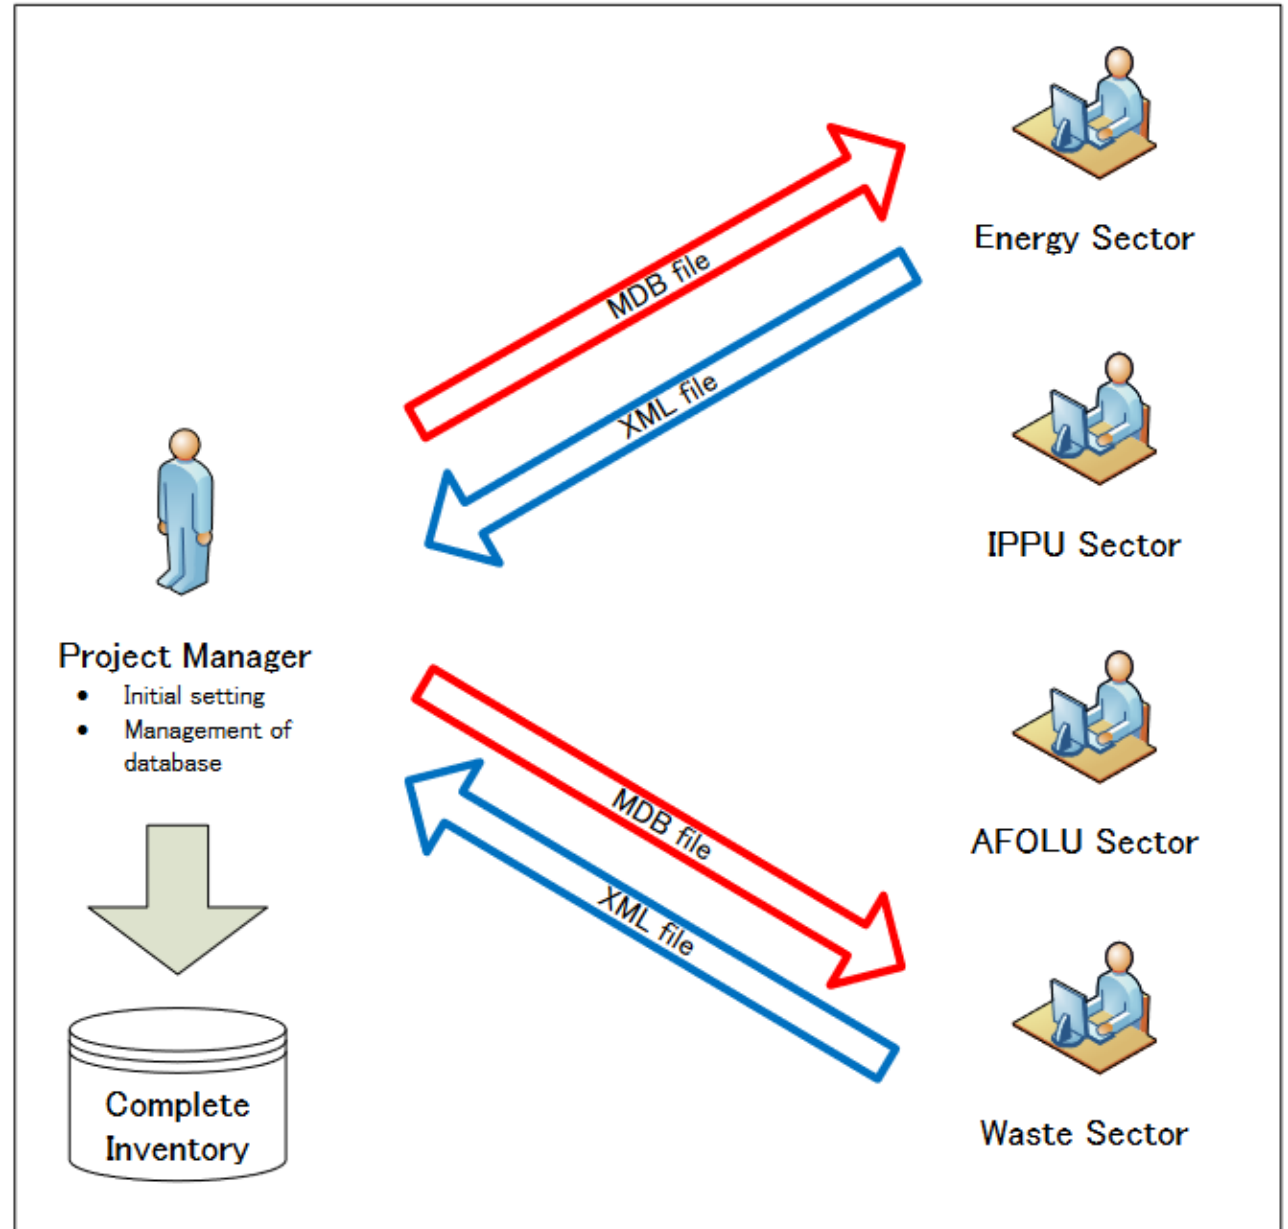 Energy Sector
MDB file
XML file
IPPU Sector
Project Manager
• Initial setting
• Management of
database
MDB file
XML file
AFOLU Sector
Complete
Inventory
Waste Sector